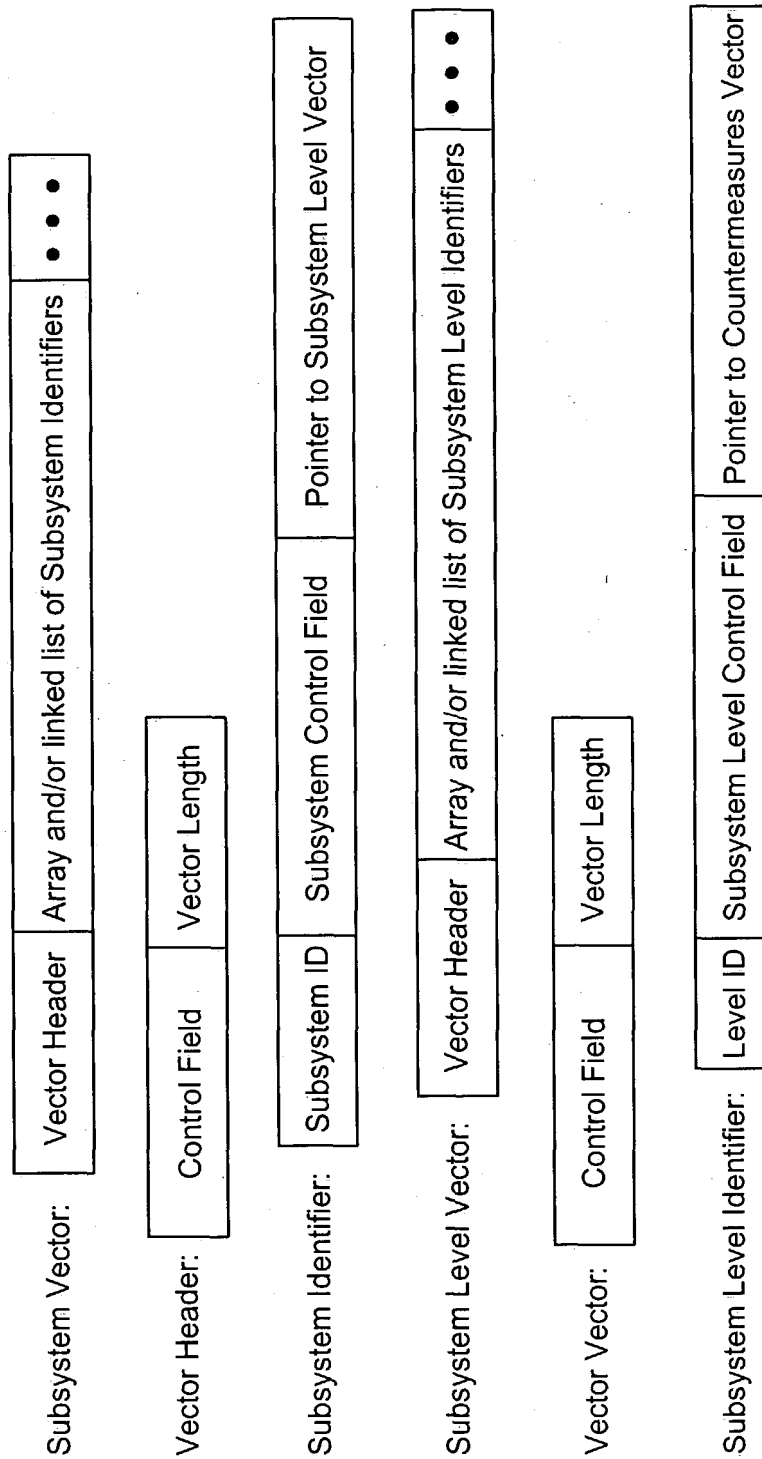 Subsystem Vector: Vector Header Array and/or linked list of Subsystem Identifiers • • •
Vector Header: Control Field Vector Length
Subsystem Identifier: Subsystem ID Subsystem Control Field Pointer to Subsystem Level Vector
Subsystem Level Vector: Vector Header Array and/or linked list of Subsystem Level Identifiers • • •
Vector Vector: Control Field Vector Length
Subsystem Level Identifier: Level ID Subsystem Level Control Field Pointer to Countermeasures Vector